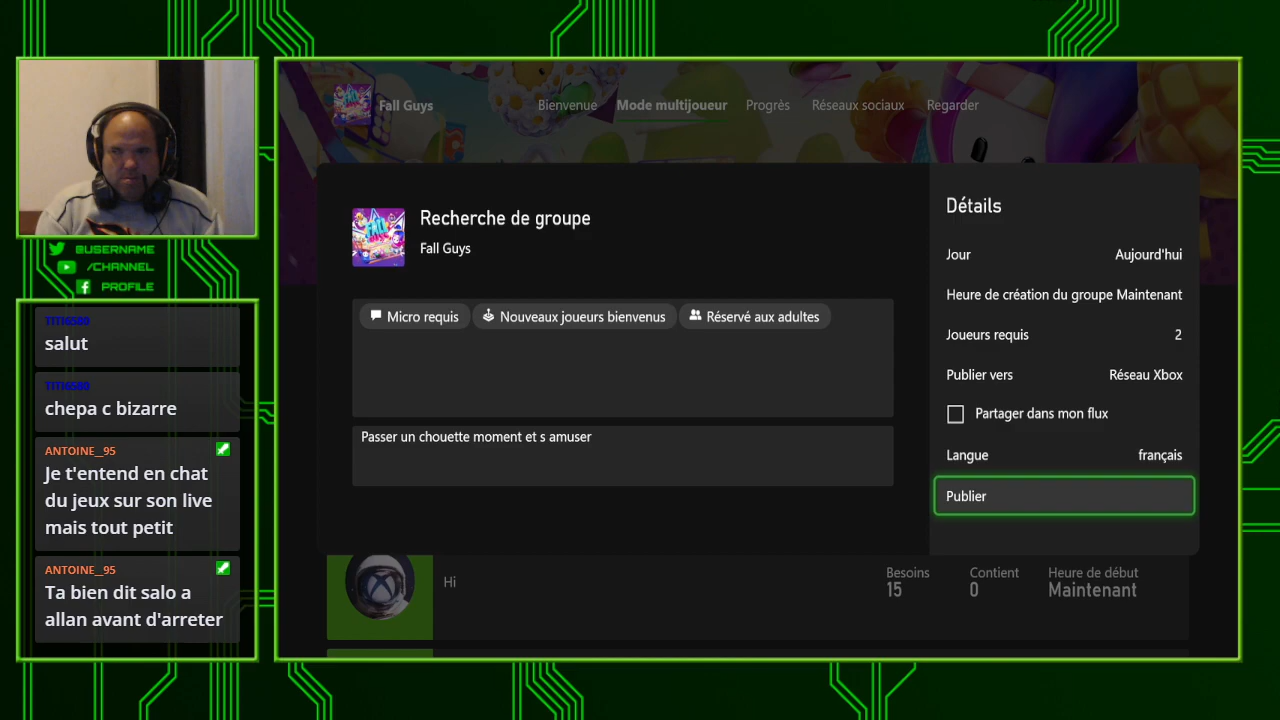 @USERNAME
/CHANNEL
PROFILE
TITI6580
salut
TITI6580
chepa c bizarre
ANTOINE__95
Je t'entend en chat
du jeux sur son live
mais tout petit
ANTOINE__95
Ta bien dit salo a
allan avant d'arreter
Fall Guys
Bienvenue
Mode multijoueur
Progrès
Réseaux sociaux
Regarder
Recherche de groupe
Fall Guys
Micro requis
Nouveaux joueurs bienvenus
Réservé aux adultes
Passer un chouette moment et s amuser
Détails
Jour Aujourd'hui
Heure de création du groupe Maintenant
Joueurs requis 2
Publier vers Réseau Xbox
Partager dans mon flux
Langue français
Publier
Hi
Besoins
15
Contient
0
Heure de début
Maintenant